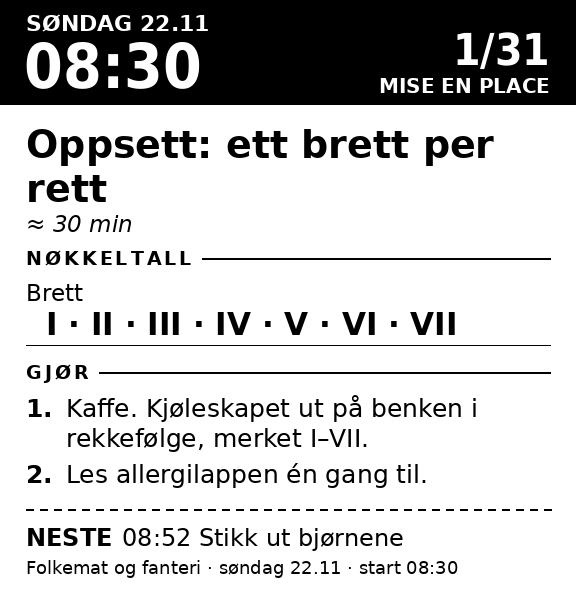 SØNDAG 22.11
08:30
1/31
MISE EN PLACE
Oppsett: ett brett per
rett
≈ 30 min
NØKKELTALL
Brett
I · II · III · IV · V · VI · VII
GJØR
1. Kaffe. Kjøleskapet ut på benken i
rekkefølge, merket I–VII.
2. Les allergilappen én gang til.
NESTE 08:52 Stikk ut bjørnene
Folkemat og fanteri · søndag 22.11 · start 08:30